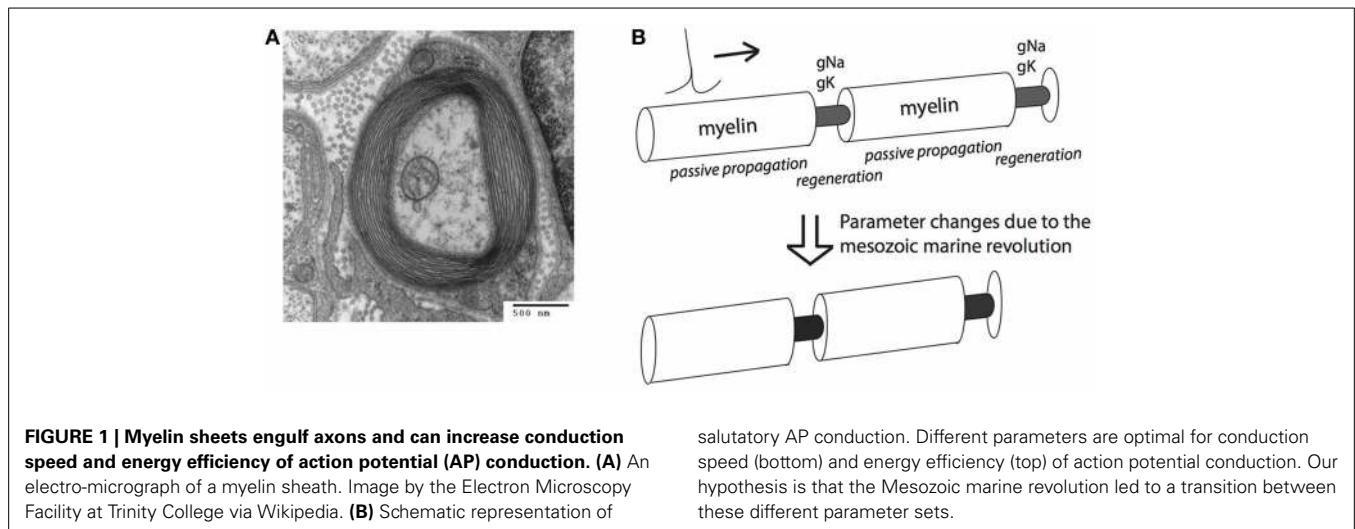 A
500 nm
B
gNa
gK
gNa
gK
myelin
myelin
passive propagation
regeneration
passive propagation
regeneration
Parameter changes due to the
mesozoic marine revolution
FIGURE 1 | Myelin sheets engulf axons and can increase conduction
speed and energy efficiency of action potential (AP) conduction. (A) An
electro-micrograph of a myelin sheath. Image by the Electron Microscopy
Facility at Trinity College via Wikipedia. (B) Schematic representation of
salutatory AP conduction. Different parameters are optimal for conduction
speed (bottom) and energy efficiency (top) of action potential conduction. Our
hypothesis is that the Mesozoic marine revolution led to a transition between
these different parameter sets.